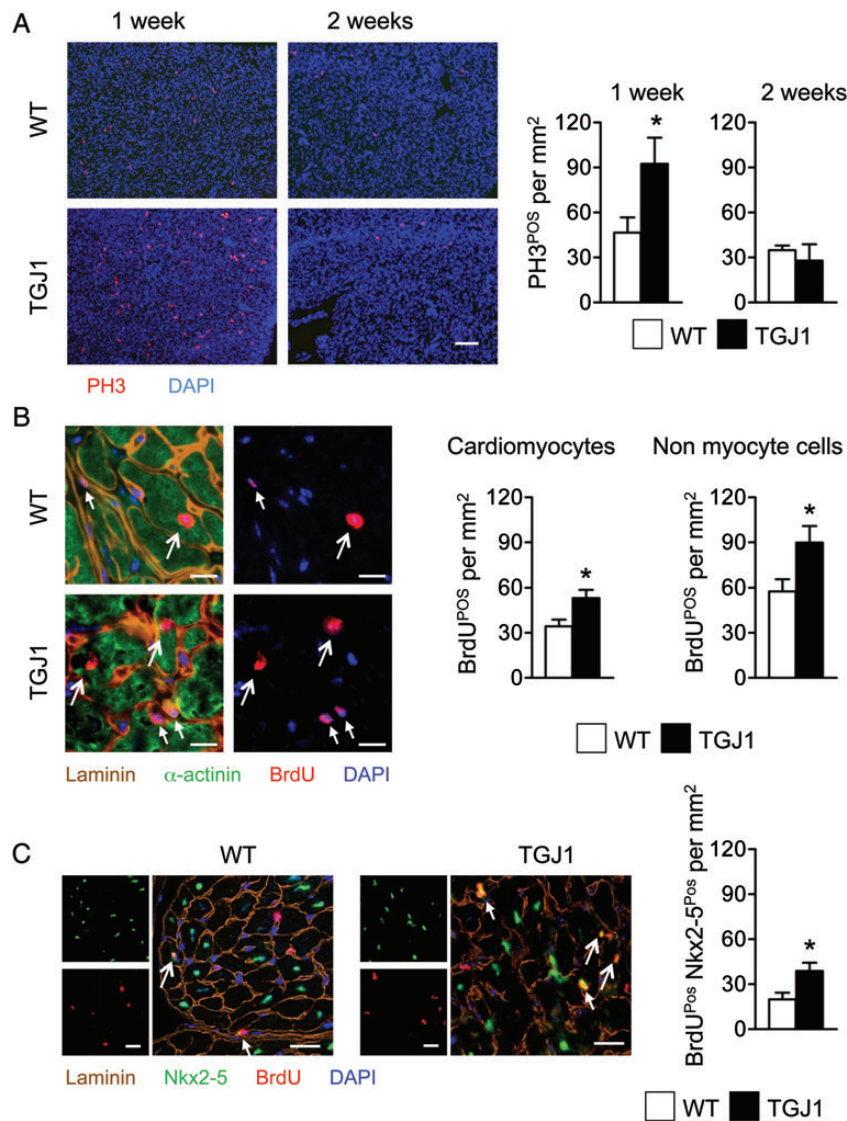 A
1 week
2 weeks
WT
TGJ1
PH3 DAPI
1 week
2 weeks
PH3POS per mm2
120
90
60
30
0
*
120
90
60
30
0
WT TGJ1
B
WT
TGJ1
Laminin α-actinin BrdU DAPI
Cardiomyocytes
Non myocyte cells
BrdUPOS per mm2
120
90
60
30
0
*
BrdUPOS per mm2
120
90
60
30
0
*
WT TGJ1
C
WT
TGJ1
Laminin Nkx2-5 BrdU DAPI
BrdUPos Nkx2-5Pos per mm2
120
90
60
30
0
*
WT TGJ1